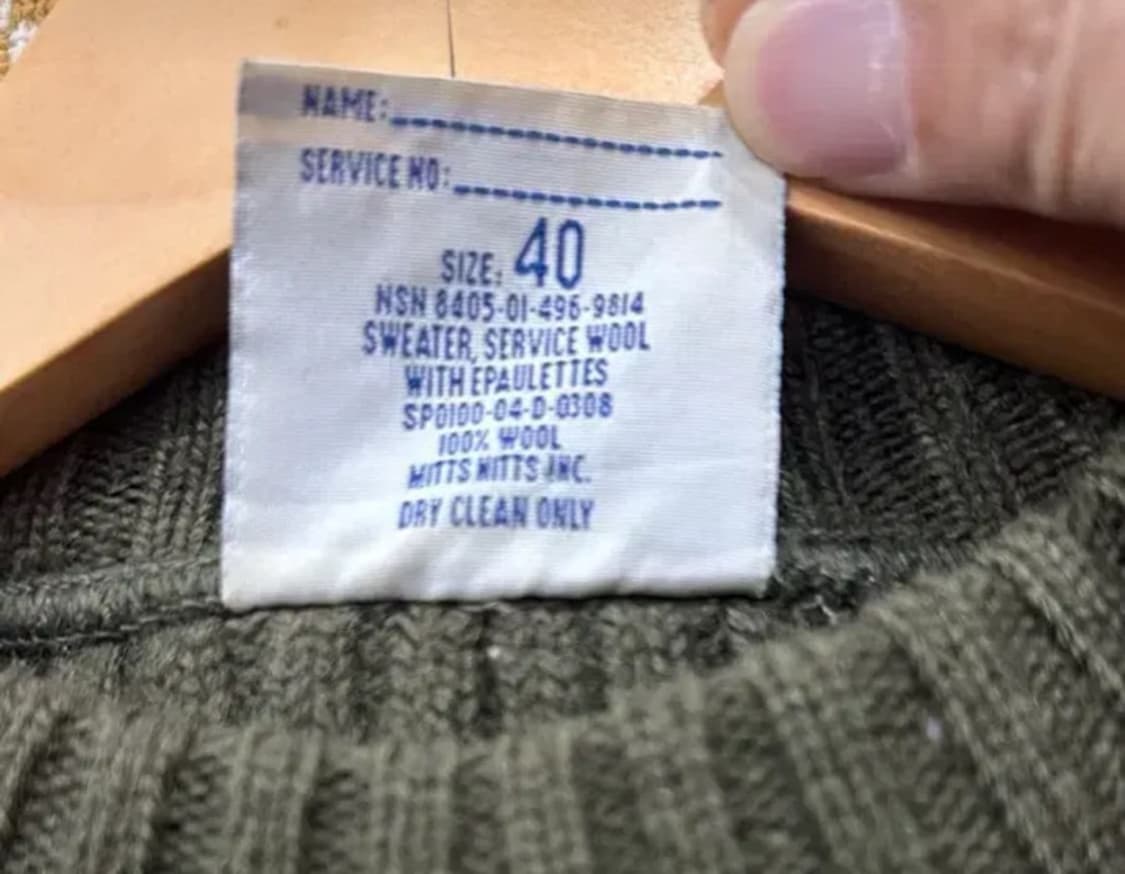 NAME:
SERVICE NO:
SIZE: 40
NSN 8405-01-496-9814
SWEATER, SERVICE WOOL
WITH EPAULETTES
SP0100-04-D-0308
100% WOOL
MITTS NITTS INC.
DRY CLEAN ONLY